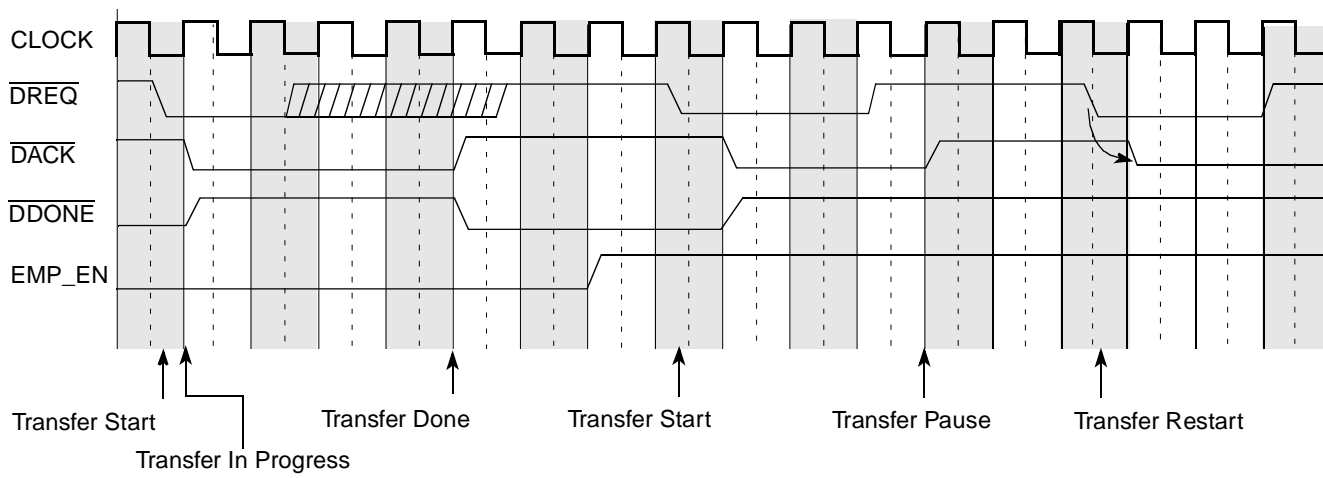 CLOCK
DREQ
DACK
DDONE
EMP_EN
Transfer Start
Transfer Done
Transfer Start
Transfer Pause
Transfer Restart
Transfer In Progress